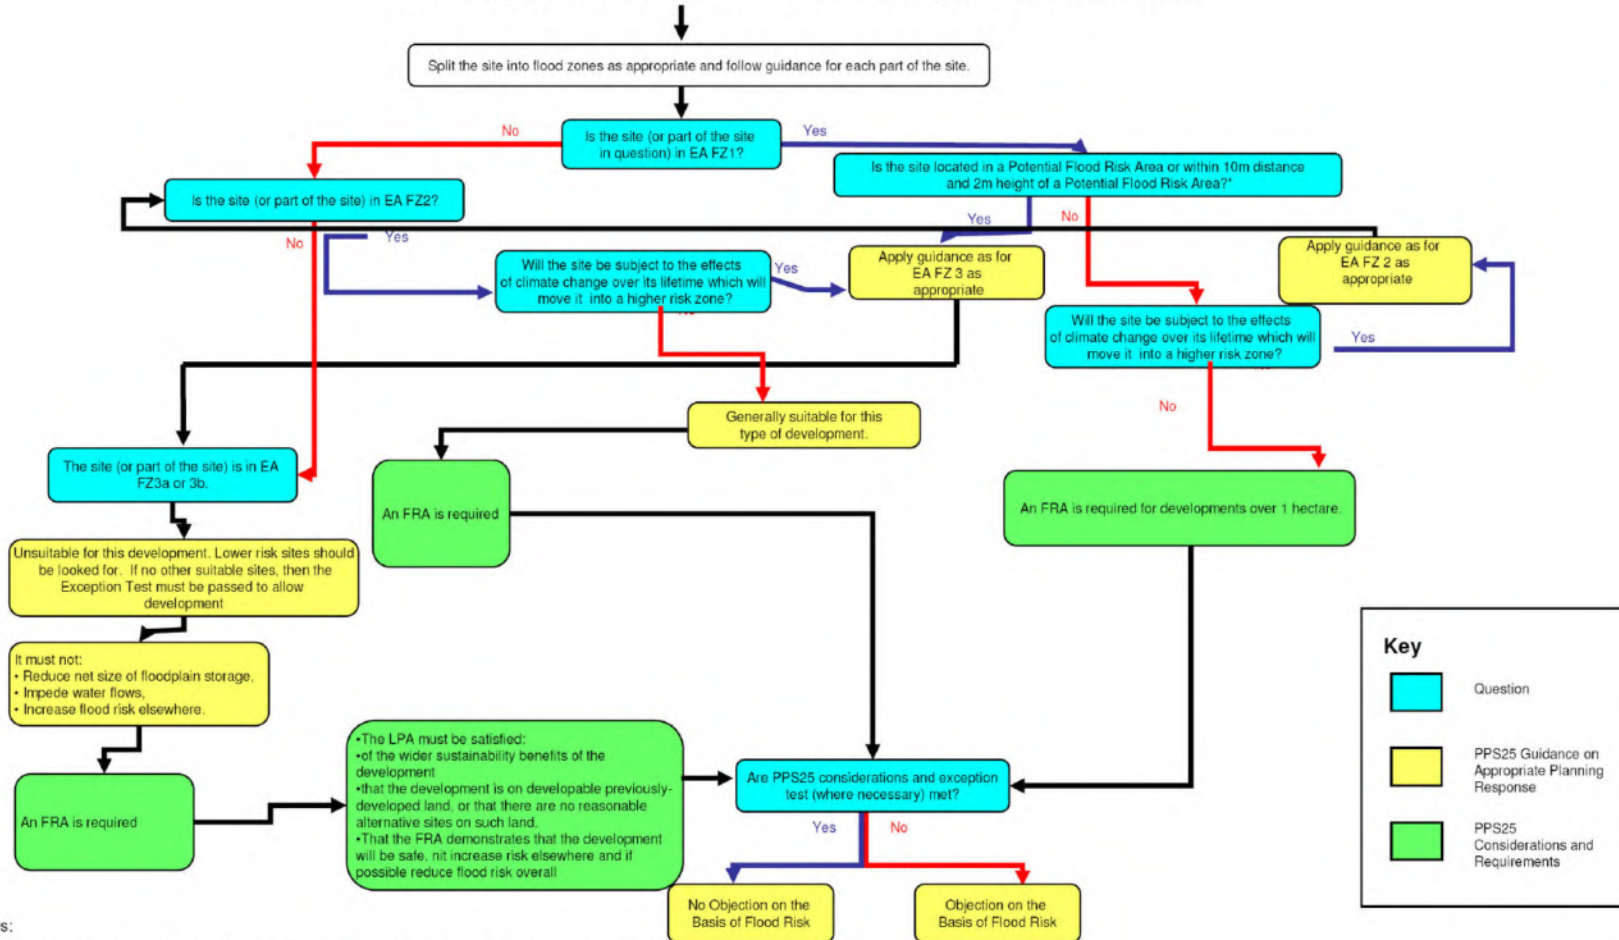 Split the site into flood zones as appropriate and follow guidance for each part of the site.
No
Is the site (or part of the site
in question) in EA FZ1?
Yes
Is the site located in a Potential Flood Risk Area or within 10m distance
and 2m height of a Potential Flood Risk Area?*
Is the site (or part of the site) in EA FZ2?
Yes
No
No
Yes
Will the site be subject to the effects
of climate change over its lifetime which will
move it into a higher risk zone?
Yes
Apply guidance as for
EA FZ 3 as
appropriate
Apply guidance as for
EA FZ 2 as
appropriate
Will the site be subject to the effects
of climate change over its lifetime which will
move it into a higher risk zone?
Yes
No
Generally suitable for this
type of development.
The site (or part of the site) is in EA
FZ3a or 3b.
An FRA is required
An FRA is required for developments over 1 hectare.
Unsuitable for this development. Lower risk sites should
be looked for. If no other suitable sites, then the
Exception Test must be passed to allow
development
It must not:
• Reduce net size of floodplain storage,
• Impede water flows,
• Increase flood risk elsewhere.
An FRA is required
•The LPA must be satisfied:
•of the wider sustainability benefits of the
development
•that the development is on developable previously-
developed land, or that there are no reasonable
alternative sites on such land.
•That the FRA demonstrates that the development
will be safe, nit increase risk elsewhere and if
possible reduce flood risk overall
Are PPS25 considerations and exception
test (where necessary) met?
Yes
No
No Objection on the
Basis of Flood Risk
Objection on the
Basis of Flood Risk
Key
Question
PPS25 Guidance on
Appropriate Planning
Response
PPS25
Considerations and
Requirements
s: